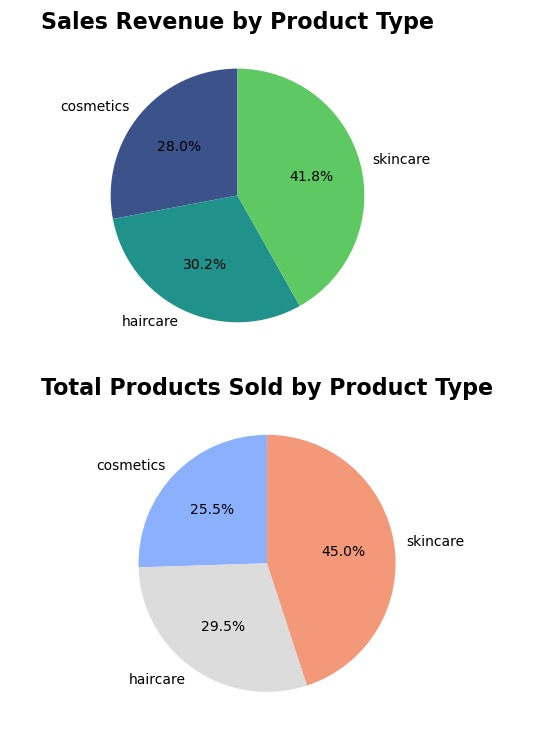 Sales Revenue by Product Type
cosmetics
28.0%
41.8%
skincare
30.2%
haircare
Total Products Sold by Product Type
cosmetics
25.5%
45.0%
skincare
29.5%
haircare